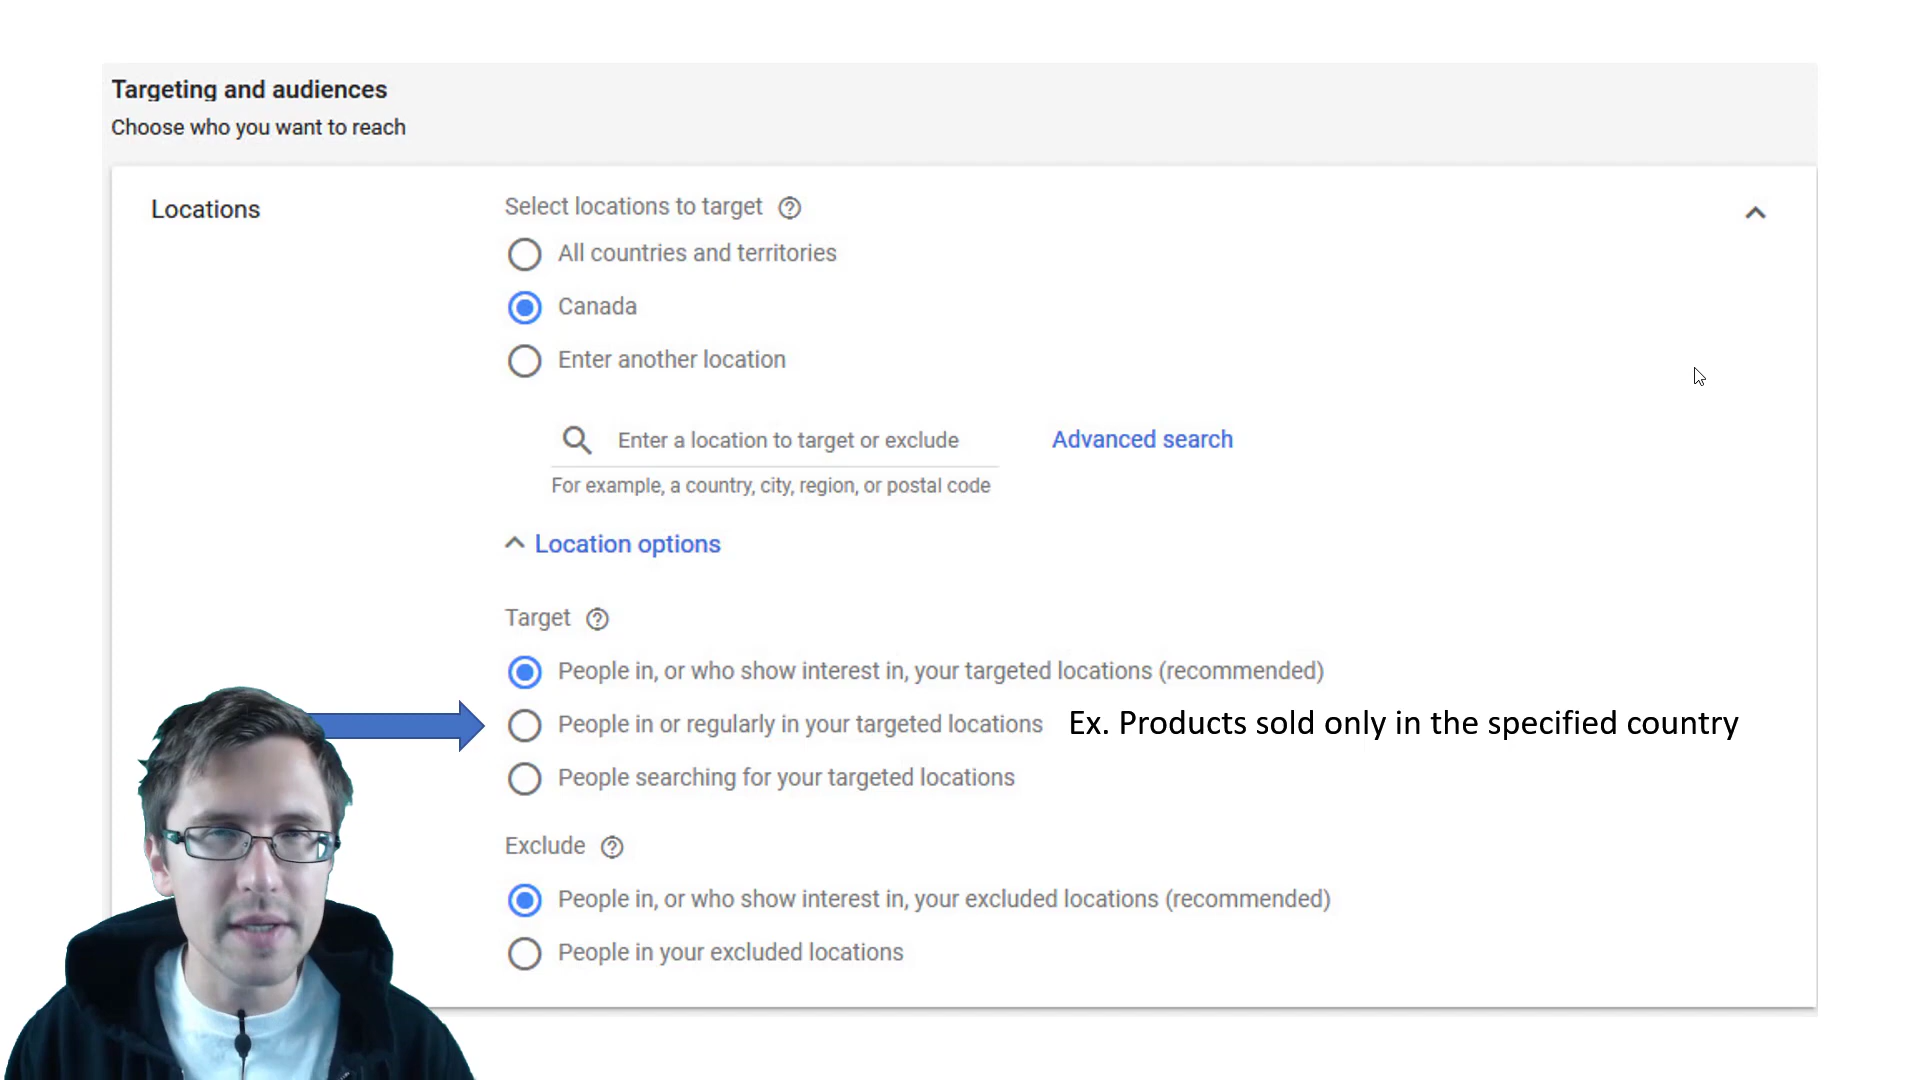 Targeting and audiences
Choose who you want to reach
Locations
Select locations to target
All countries and territories
Canada
Enter another location
Enter a location to target or exclude
Advanced search
For example, a country, city, region, or postal code
Location options
Target
People in, or who show interest in, your targeted locations (recommended)
People in or regularly in your targeted locations
Ex. Products sold only in the specified country
People searching for your targeted locations
Exclude
People in, or who show interest in, your excluded locations (recommended)
People in your excluded locations